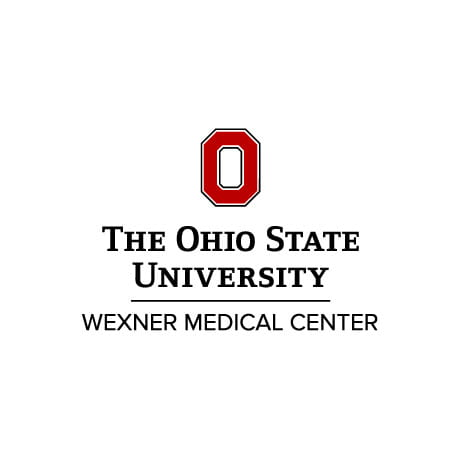 O
THE OHIO STATE
UNIVERSITY
WEXNER MEDICAL CENTER